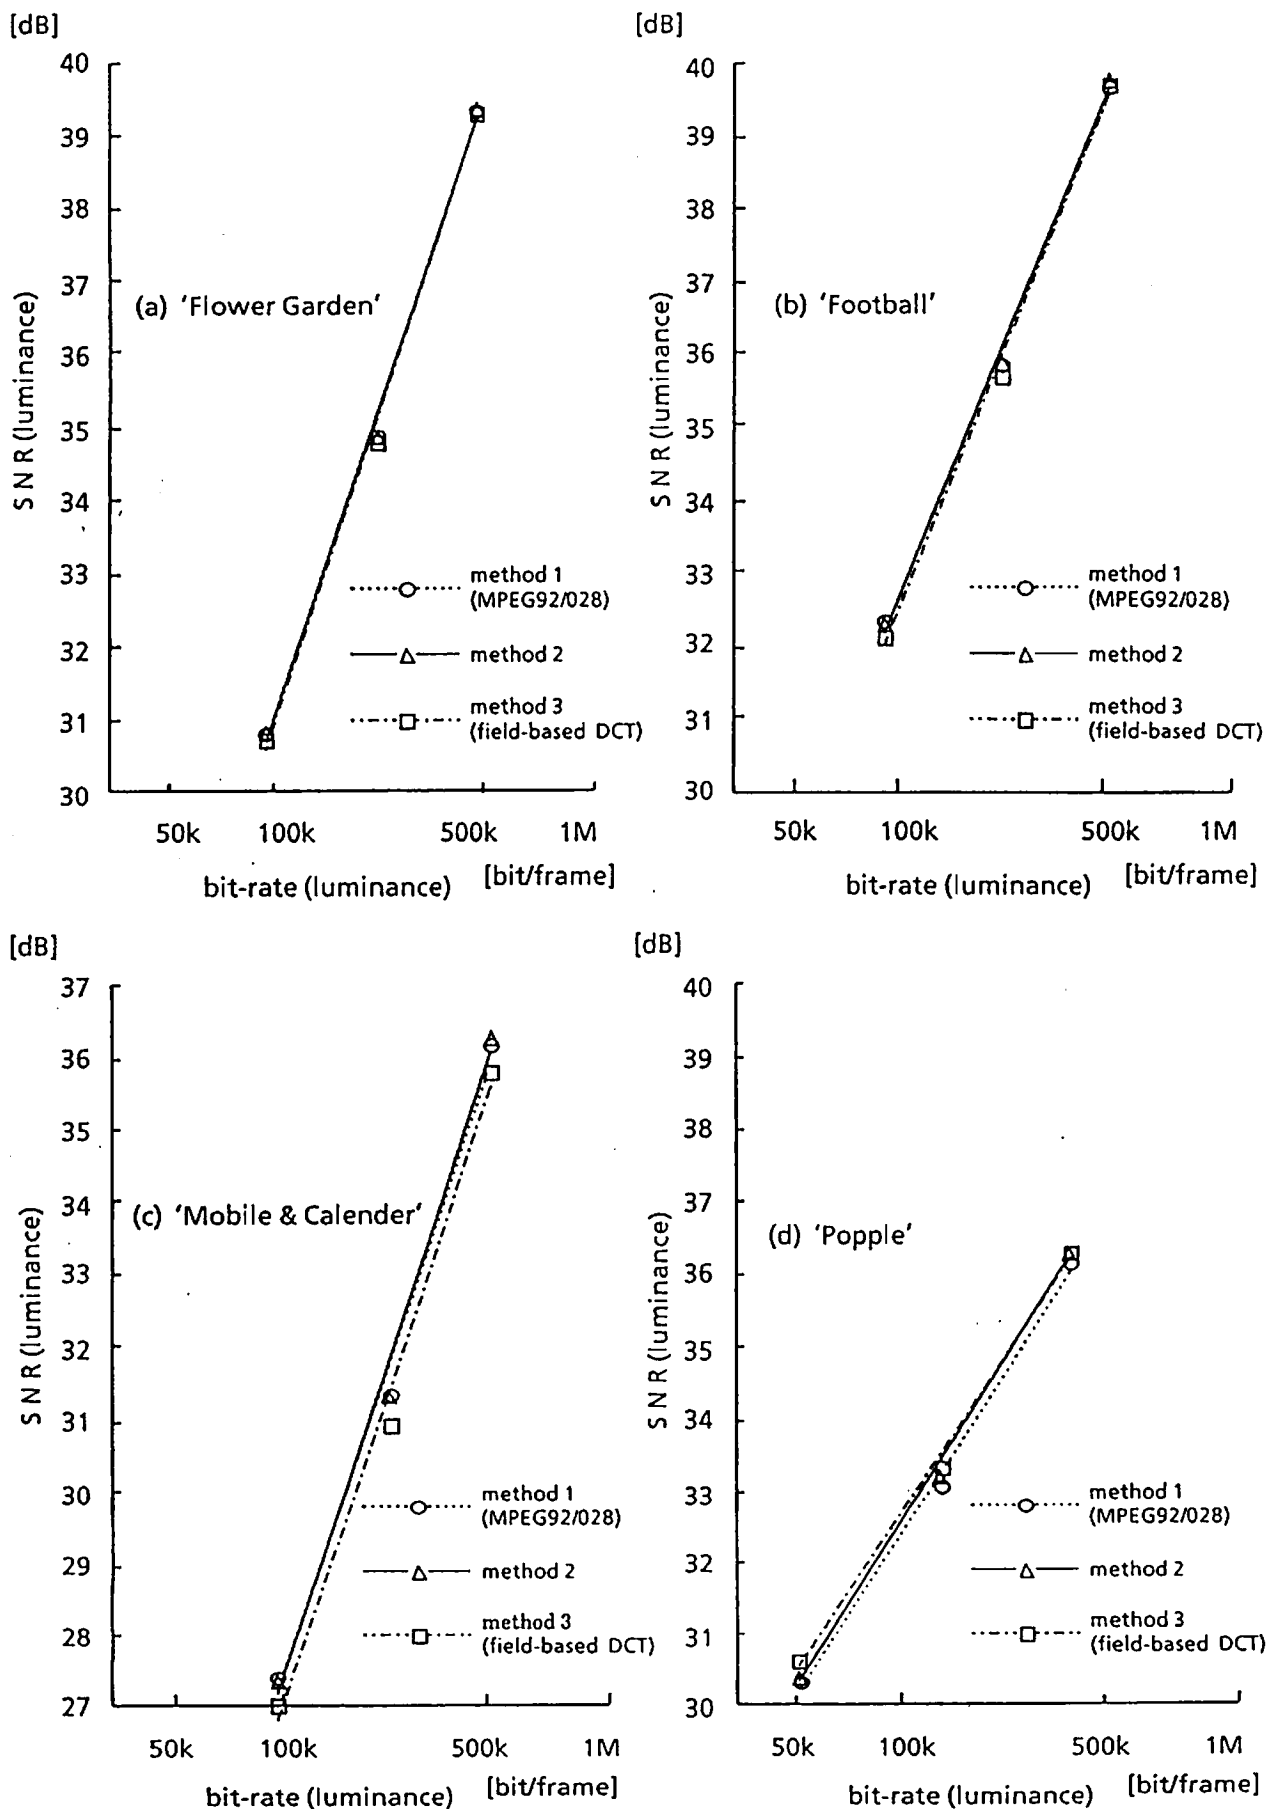 [dB]
40
39
38
37
36
35
34
33
32
31
30
SNR (luminance)
(a) 'Flower Garden'
method 1
(MPEG92/028)
method 2
method 3
(field-based DCT)
50k 100k 500k 1M
bit-rate (luminance) [bit/frame]
[dB]
40
39
38
37
36
35
34
33
32
31
30
SNR (luminance)
(b) 'Football'
method 1
(MPEG92/028)
method 2
method 3
(field-based DCT)
50k 100k 500k 1M
bit-rate (luminance) [bit/frame]
[dB]
37
36
35
34
33
32
31
30
29
28
27
SNR (luminance)
(c) 'Mobile & Calender'
method 1
(MPEG92/028)
method 2
method 3
(field-based DCT)
50k 100k 500k 1M
bit-rate (luminance) [bit/frame]
[dB]
40
39
38
37
36
35
34
33
32
31
30
SNR (luminance)
(d) 'Popple'
method 1
(MPEG92/028)
method 2
method 3
(field-based DCT)
50k 100k 500k 1M
bit-rate (luminance) [bit/frame]